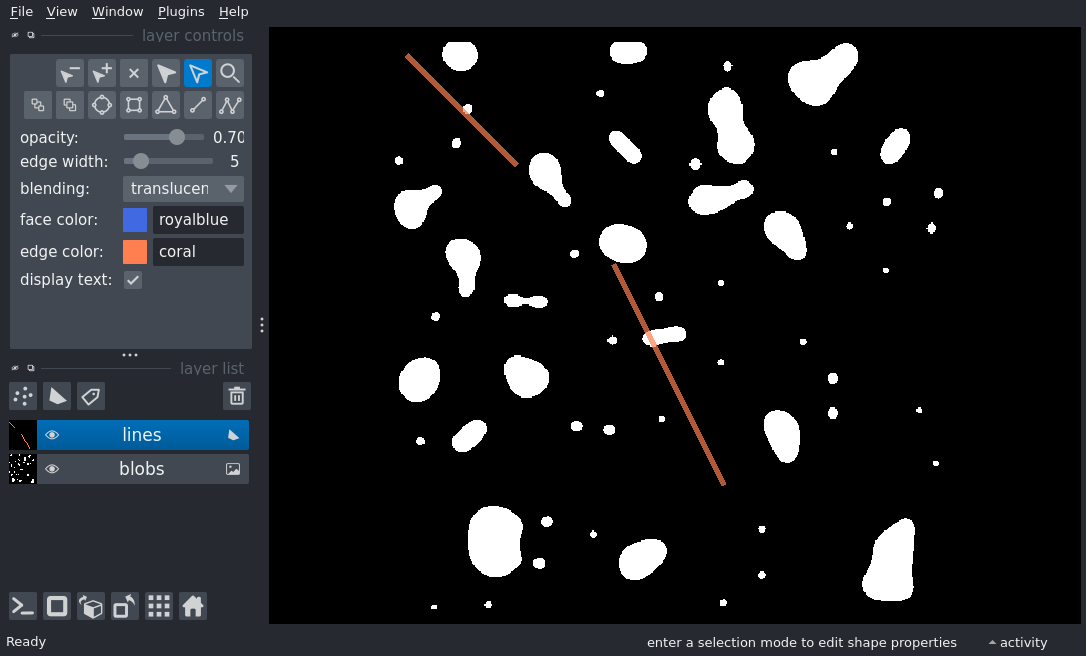 File View Window Plugins Help
layer controls
opacity: 0.70
edge width: 5
blending: translucen
face color: royalblue
edge color: coral
display text:
layer list
lines
blobs
Ready enter a selection mode to edit shape properties activity